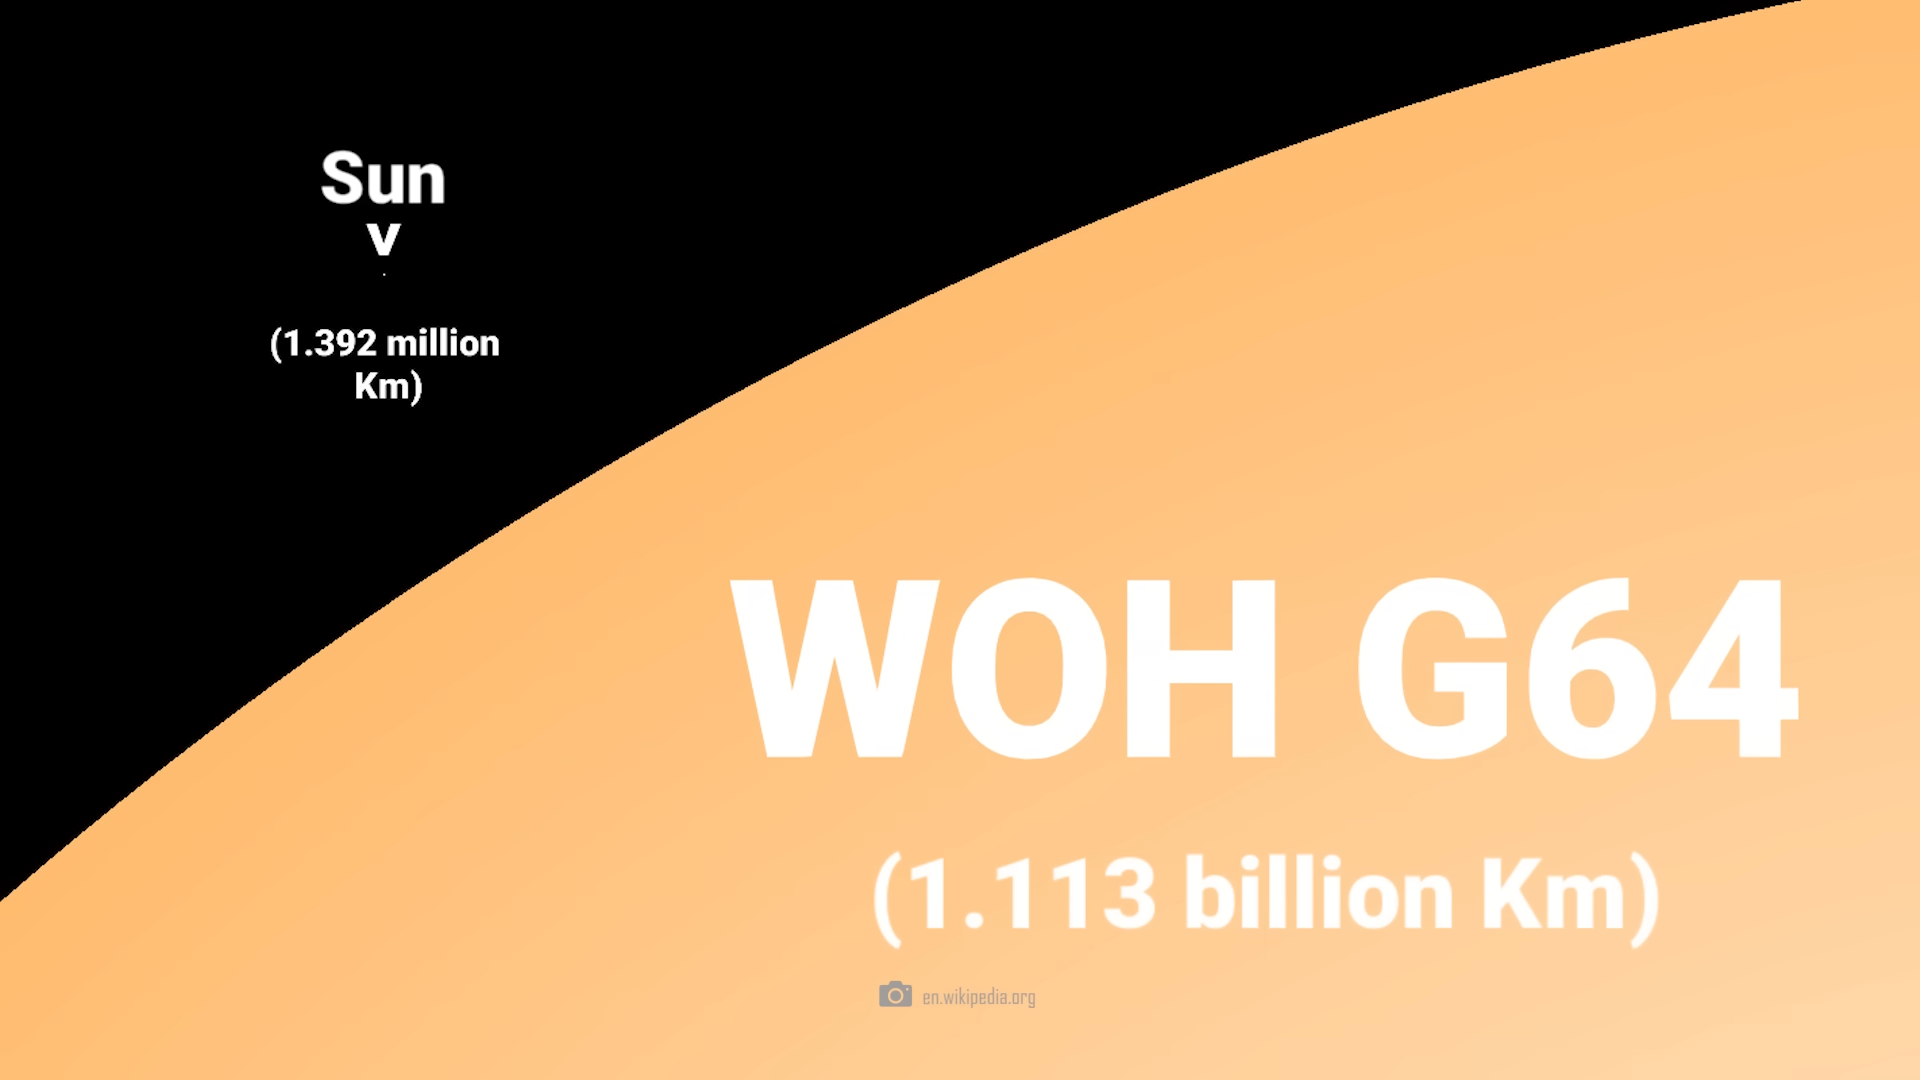 Sun
v
(1.392 million
Km)
WOH G64
(1.113 billion Km)
en.wikipedia.org